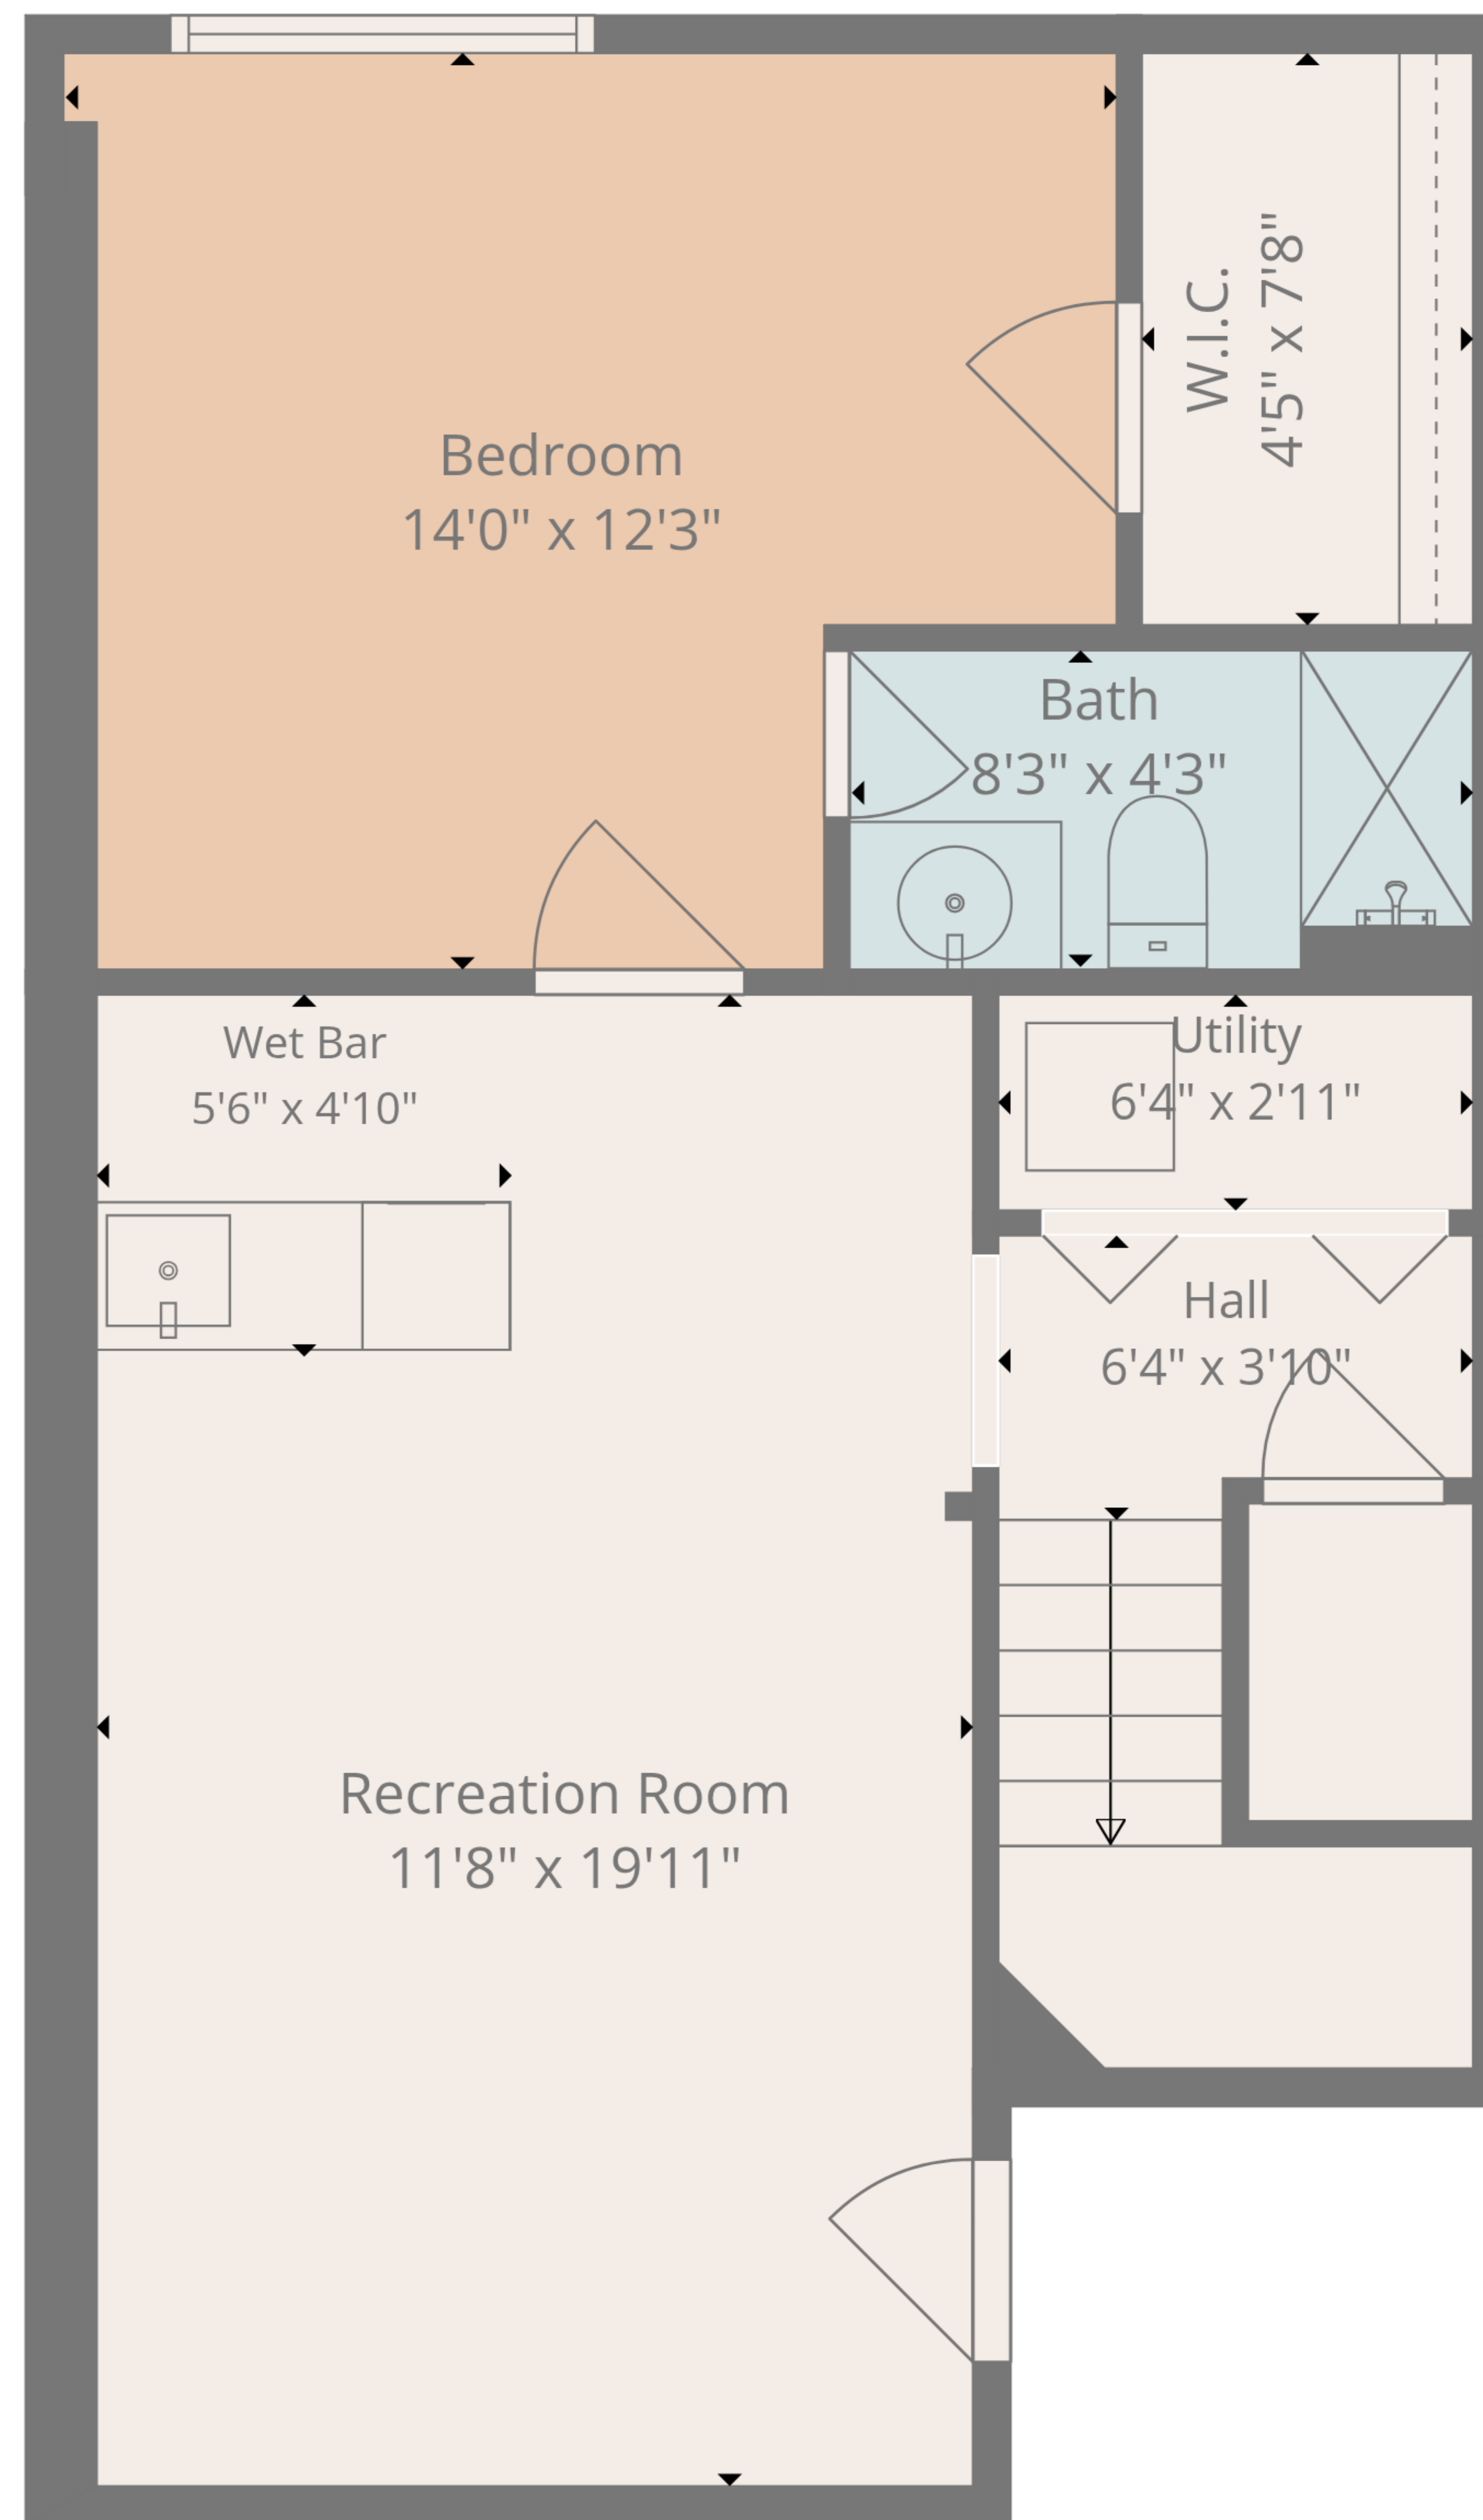 Bedroom
14'0" x 12'3"
W.I.C.
4'5" x 7'8"
Bath
8'3" x 4'3"
Wet Bar
5'6" x 4'10"
Utility
6'4" x 2'11"
Hall
6'4" x 3'10"
Recreation Room
11'8" x 19'11"